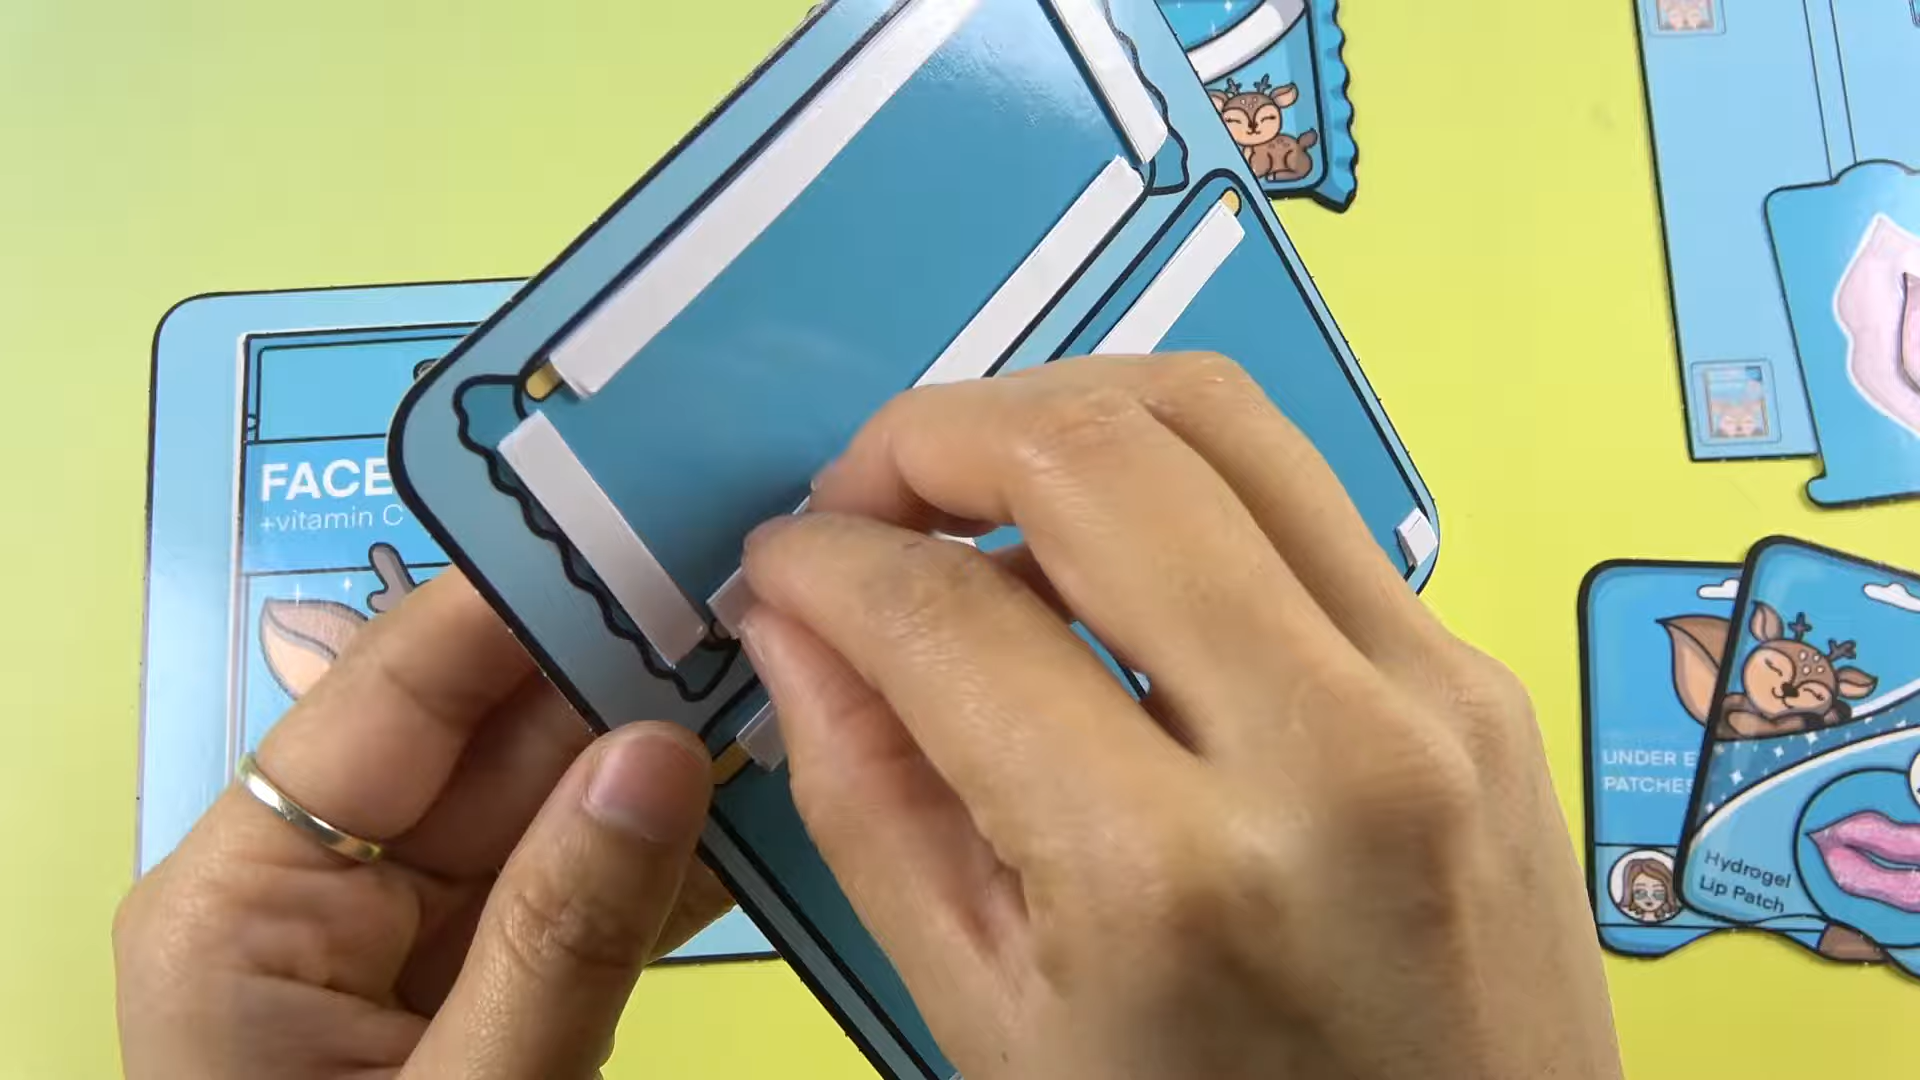 FACE
+vitamin C
UNDER E
PATCHES
Hydrogel
Lip Patch